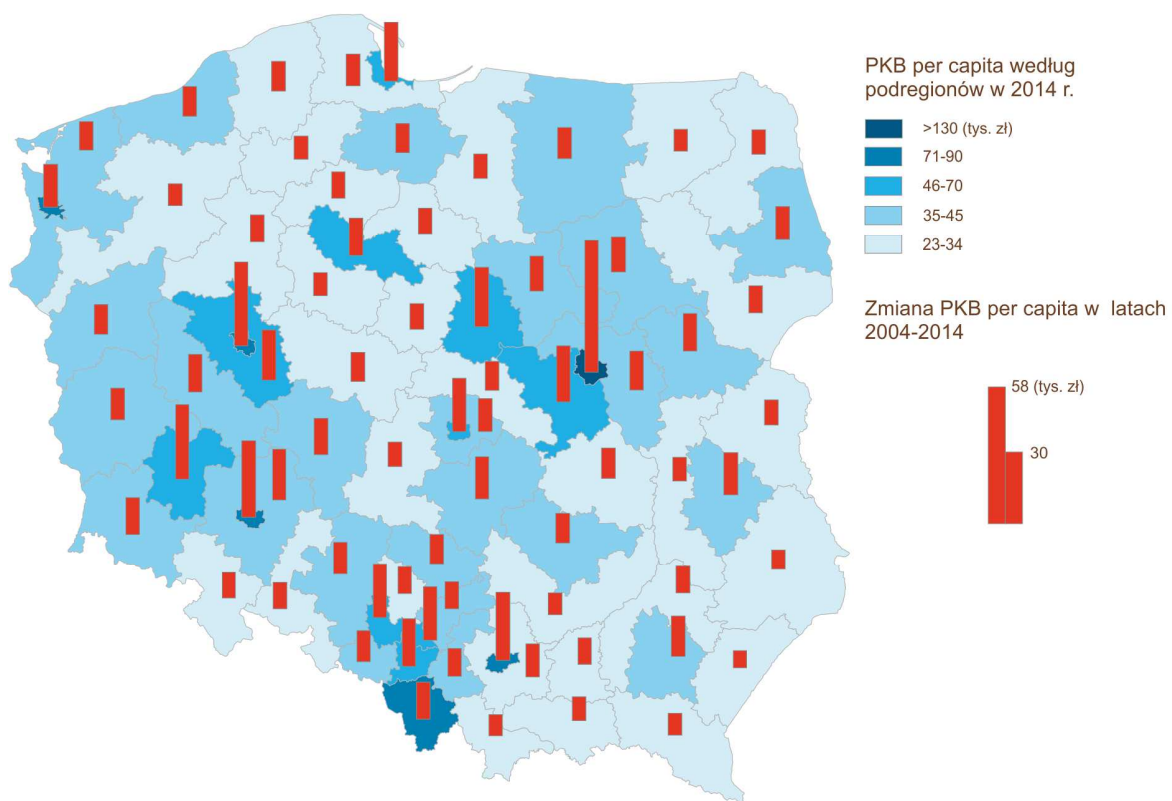 PKB per capita według
podregionów w 2014 r.
>130 (tys. zł)
71-90
46-70
35-45
23-34
Zmiana PKB per capita w latach
2004-2014
58 (tys. zł)
30